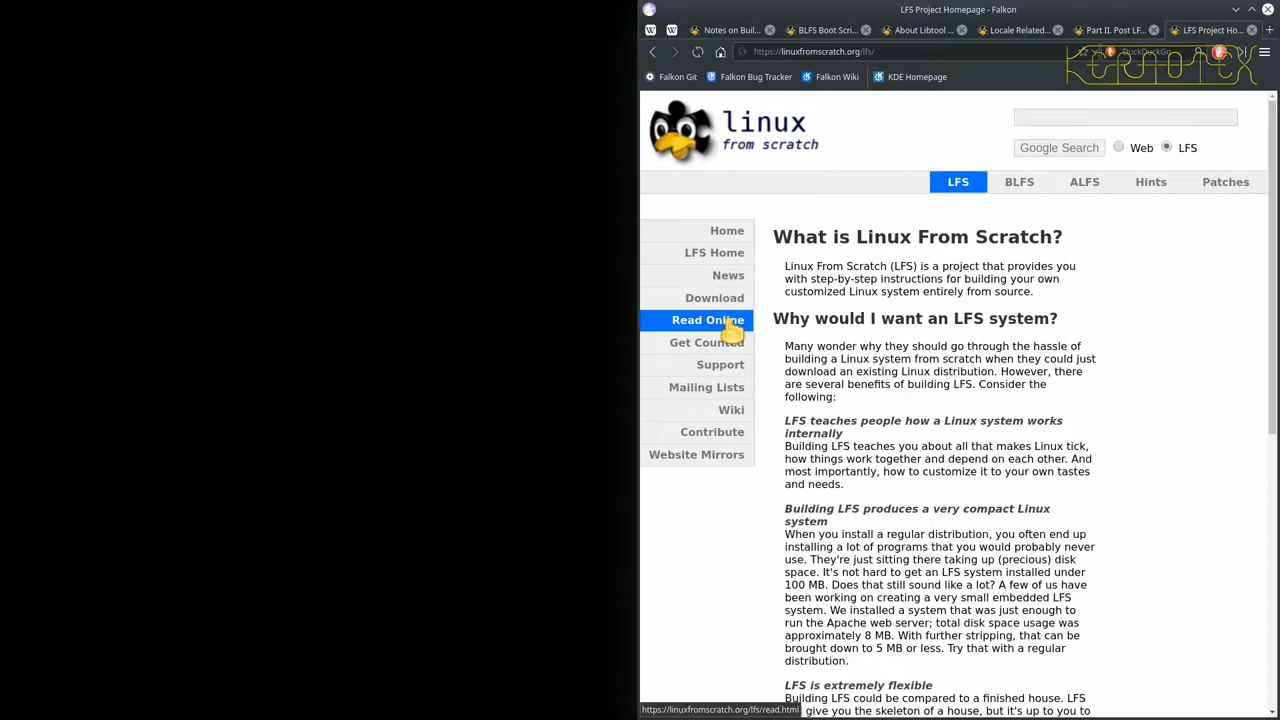 LFS Project Homepage - Falkon
Notes on Buil...
BLFS Boot Scri...
About Libtool ...
Locale Related...
Part II. Post LF...
LFS Project Ho...
https://linuxfromscratch.org/lfs/
DuckDuckGo
Kernotex
Falkon Git
Falkon Bug Tracker
Falkon Wiki
KDE Homepage
linux
from scratch
Google Search
Web
LFS
LFS
BLFS
ALFS
Hints
Patches
Home
LFS Home
News
Download
Read Online
Get Counted
Support
Mailing Lists
Wiki
Contribute
Website Mirrors
What is Linux From Scratch?
Linux From Scratch (LFS) is a project that provides you
with step-by-step instructions for building your own
customized Linux system entirely from source.
Why would I want an LFS system?
Many wonder why they should go through the hassle of
building a Linux system from scratch when they could just
download an existing Linux distribution. However, there
are several benefits of building LFS. Consider the
following:
LFS teaches people how a Linux system works
internally
Building LFS teaches you about all that makes Linux tick,
how things work together and depend on each other. And
most importantly, how to customize it to your own tastes
and needs.
Building LFS produces a very compact Linux
system
When you install a regular distribution, you often end up
installing a lot of programs that you would probably never
use. They're just sitting there taking up (precious) disk
space. It's not hard to get an LFS system installed under
100 MB. Does that still sound like a lot? A few of us have
been working on creating a very small embedded LFS
system. We installed a system that was just enough to
run the Apache web server; total disk space usage was
approximately 8 MB. With further stripping, that can be
brought down to 5 MB or less. Try that with a regular
distribution.
LFS is extremely flexible
Building LFS could be compared to a finished house. LFS
give you the skeleton of a house, but it's up to you to
https://linuxfromscratch.org/lfs/read.html